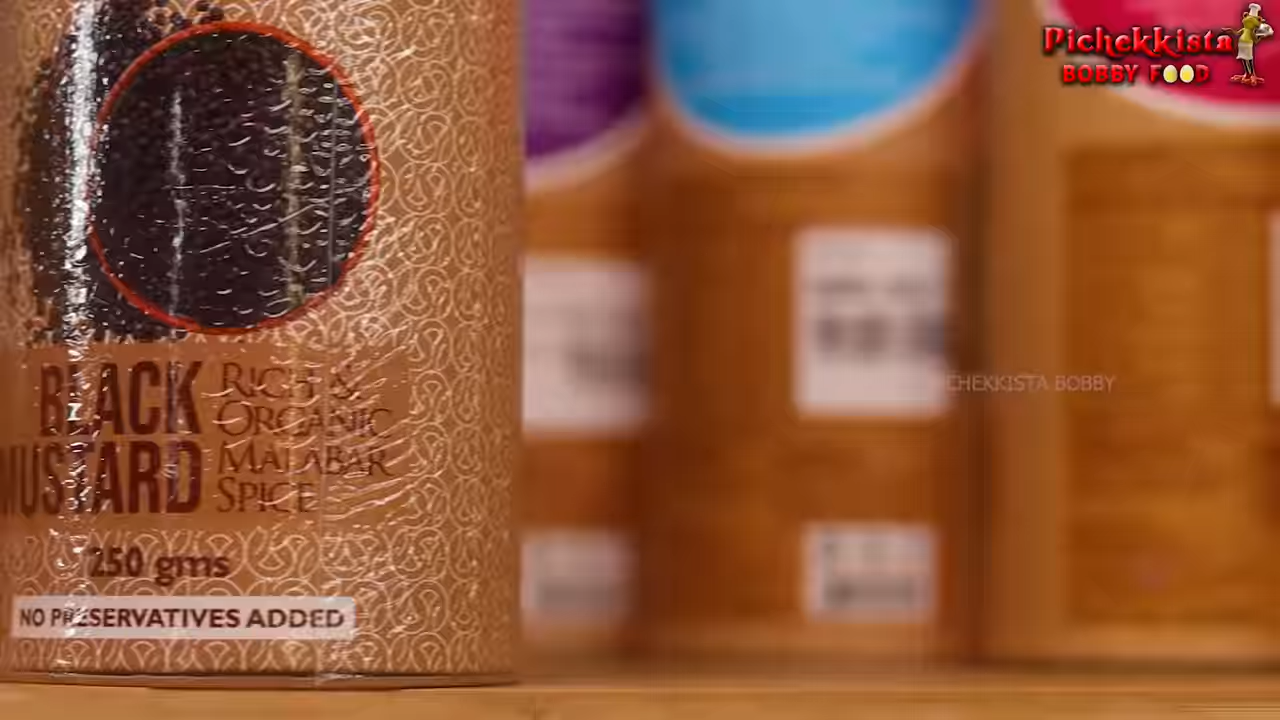 Pichekkista
BOBBY FOOD
BLACK
MUSTARD
RICH &
ORGANIC
MALABAR
SPICE
250 gms
NO PRESERVATIVES ADDED
CHEKKISTA BOBBY